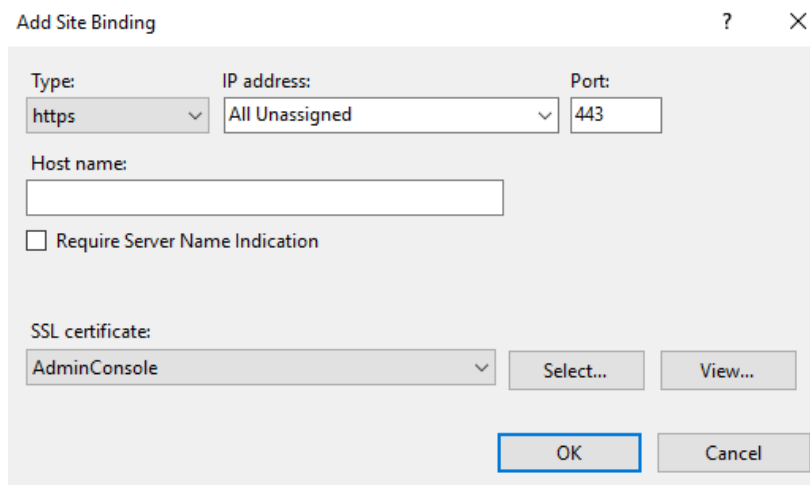 Add Site Binding ? ×
Type: IP address: Port:
https All Unassigned 443
Host name:
Require Server Name Indication
SSL certificate:
AdminConsole Select... View...
OK Cancel